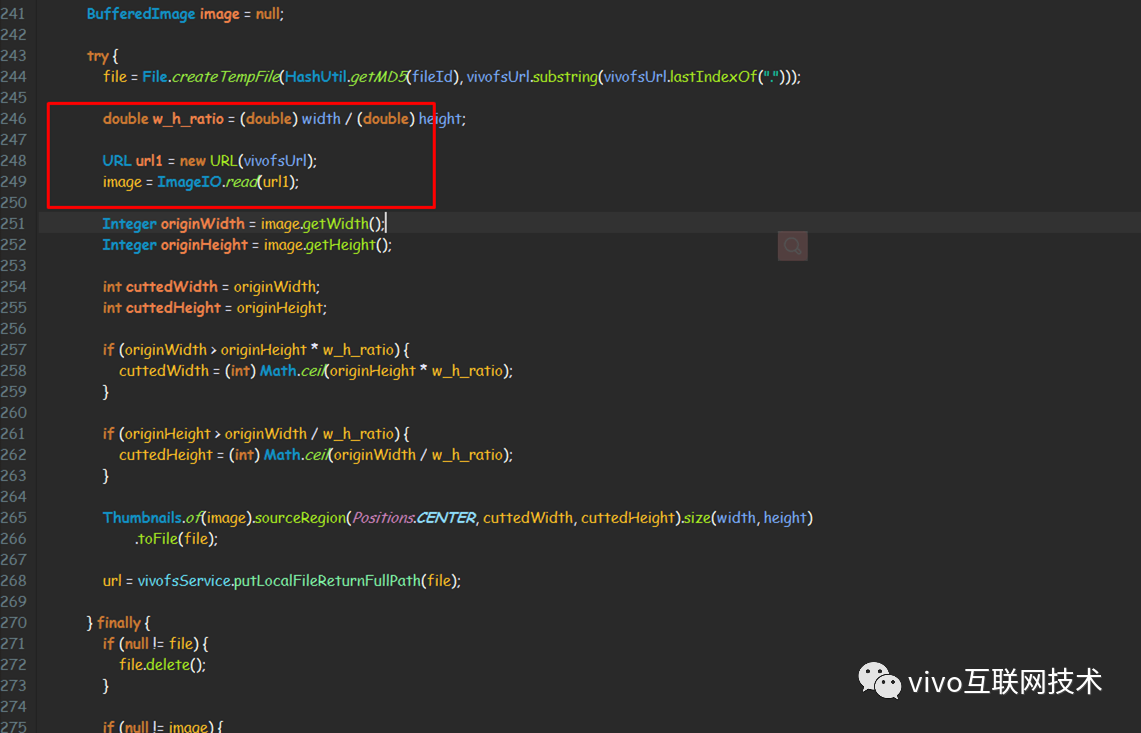 241 BufferedImage image = null;
242
243 try {
244 file = File.createTempFile(HashUtil.getMD5(fileId), vivofsUrl.substring(vivofsUrl.lastIndexOf(".")));
245
246 double w_h_ratio = (double) width / (double) height;
247
248 URL url1 = new URL(vivofsUrl);
249 image = ImageIO.read(url1);
250
251 Integer originWidth = image.getWidth();
252 Integer originHeight = image.getHeight();
253
254 int cuttedWidth = originWidth;
255 int cuttedHeight = originHeight;
256
257 if (originWidth > originHeight * w_h_ratio) {
258 cuttedWidth = (int) Math.ceil(originHeight * w_h_ratio);
259 }
260
261 if (originHeight > originWidth / w_h_ratio) {
262 cuttedHeight = (int) Math.ceil(originWidth / w_h_ratio);
263 }
264
265 Thumbnails.of(image).sourceRegion(Positions.CENTER, cuttedWidth, cuttedHeight).size(width, height)
266 .toFile(file);
267
268 url = vivofsService.putLocalFileReturnFullPath(file);
269
270 } finally {
271 if (null != file) {
272 file.delete();
273 }
274
275 if (null != image) {
vivo互联网技术